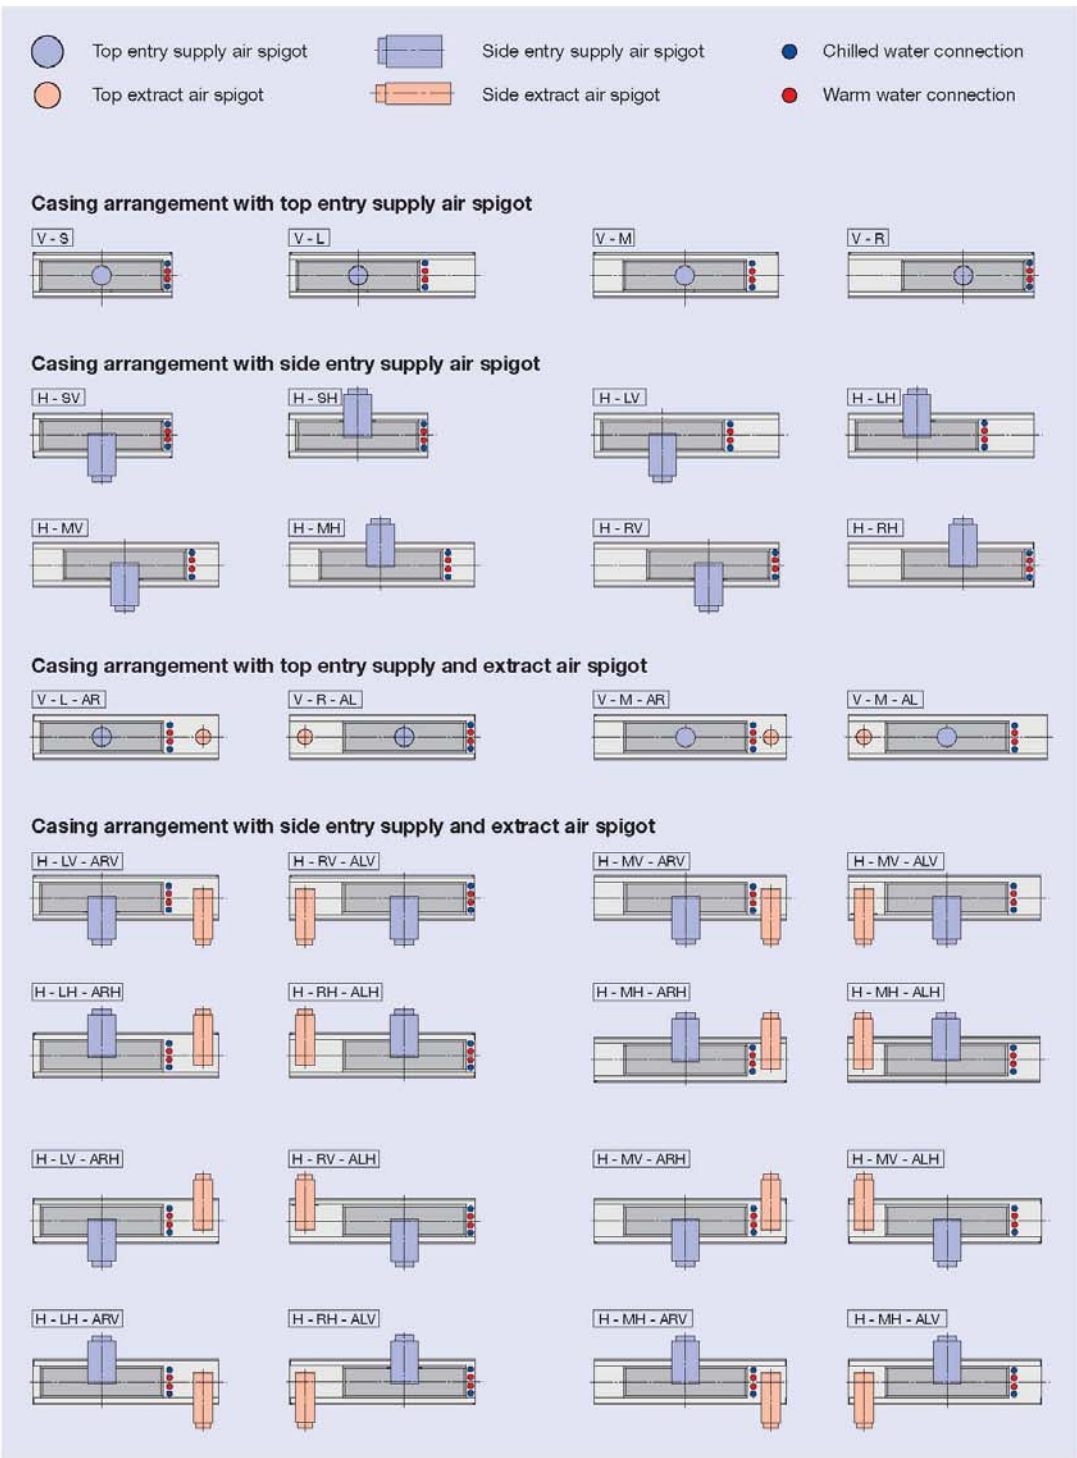 Top entry supply air spigot
Side entry supply air spigot
Chilled water connection
Top extract air spigot
Side extract air spigot
Warm water connection
Casing arrangement with top entry supply air spigot
V - S
V - L
V - M
V - R
Casing arrangement with side entry supply air spigot
H - SV
H - SH
H - LV
H - LH
H - MV
H - MH
H - RV
H - RH
Casing arrangement with top entry supply and extract air spigot
V - L - AR
V - R - AL
V - M - AR
V - M - AL
Casing arrangement with side entry supply and extract air spigot
H - LV - ARV
H - RV - ALV
H - MV - ARV
H - MV - ALV
H - LH - ARH
H - RH - ALH
H - MH - ARH
H - MH - ALH
H - LV - ARH
H - RV - ALH
H - MV - ARH
H - MV - ALH
H - LH - ARV
H - RH - ALV
H - MH - ARV
H - MH - ALV